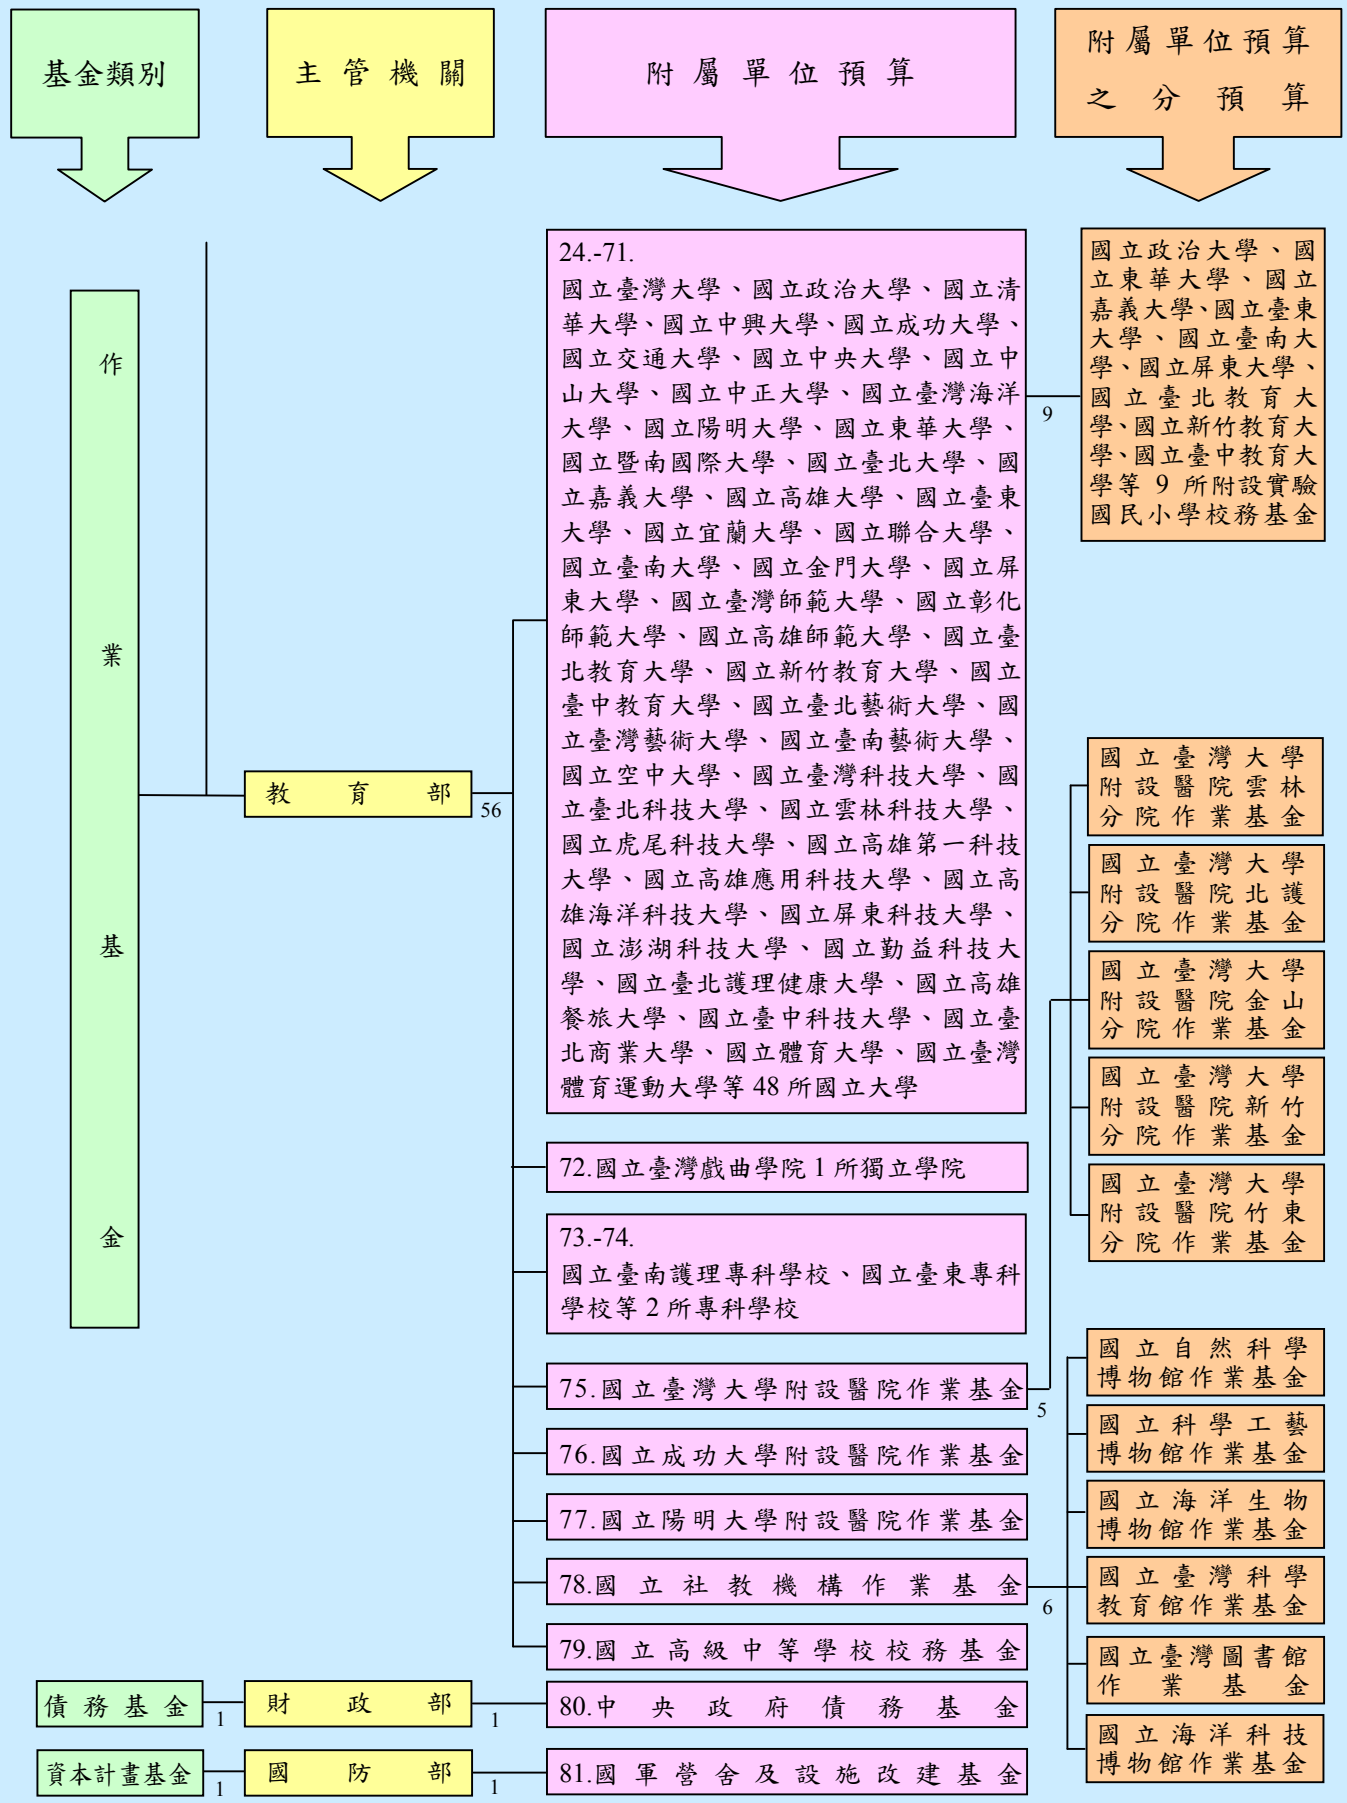 基金類別
主管機關
附屬單位預算
附屬單位預算
之分預算
作業基金
教育部
56
24.-71.
國立臺灣大學、國立政治大學、國立清
華大學、國立中興大學、國立成功大學、
國立交通大學、國立中央大學、國立中
山大學、國立中正大學、國立臺灣海洋
大學、國立陽明大學、國立東華大學、
國立暨南國際大學、國立臺北大學、國
立嘉義大學、國立高雄大學、國立臺東
大學、國立宜蘭大學、國立聯合大學、
國立臺南大學、國立金門大學、國立屏
東大學、國立臺灣師範大學、國立彰化
師範大學、國立高雄師範大學、國立臺
北教育大學、國立新竹教育大學、國立
臺中教育大學、國立臺北藝術大學、國
立臺灣藝術大學、國立臺南藝術大學、
國立空中大學、國立臺灣科技大學、國
立臺北科技大學、國立雲林科技大學、
國立虎尾科技大學、國立高雄第一科技
大學、國立高雄應用科技大學、國立高
雄海洋科技大學、國立屏東科技大學、
國立澎湖科技大學、國立勤益科技大
學、國立臺北護理健康大學、國立高雄
餐旅大學、國立臺中科技大學、國立臺
北商業大學、國立體育大學、國立臺灣
體育運動大學等 48 所國立大學
9
國立政治大學、國
立東華大學、國立
嘉義大學、國立臺東
大學、國立臺南大
學、國立屏東大學、
國立臺北教育大
學、國立新竹教育大
學、國立臺中教育大
學等 9 所附設實驗
國民小學校務基金
72.國立臺灣戲曲學院 1 所獨立學院
73.-74.
國立臺南護理專科學校、國立臺東專科
學校等 2 所專科學校
75.國立臺灣大學附設醫院作業基金
5
國立臺灣大學
附設醫院雲林
分院作業基金
國立臺灣大學
附設醫院北護
分院作業基金
國立臺灣大學
附設醫院金山
分院作業基金
國立臺灣大學
附設醫院新竹
分院作業基金
國立臺灣大學
附設醫院竹東
分院作業基金
76.國立成功大學附設醫院作業基金
77.國立陽明大學附設醫院作業基金
78.國立社教機構作業基金
6
國立自然科學
博物館作業基金
國立科學工藝
博物館作業基金
國立海洋生物
博物館作業基金
國立臺灣科學
教育館作業基金
國立臺灣圖書館
作業基金
國立海洋科技
博物館作業基金
79.國立高級中等學校校務基金
債務基金
1
財政部
1
80.中央政府債務基金
資本計畫基金
1
國防部
1
81.國軍營舍及設施改建基金